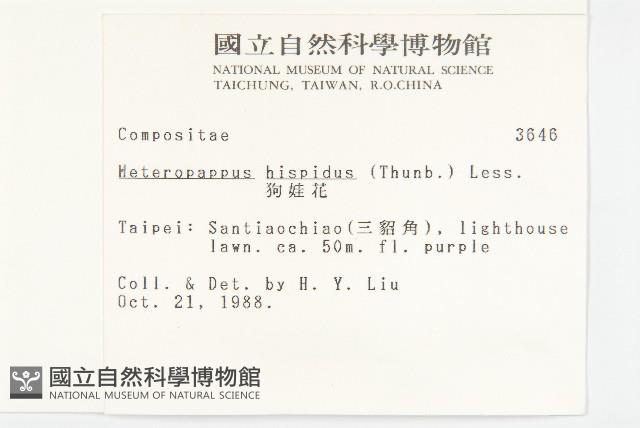 國立自然科學博物館
NATIONAL MUSEUM OF NATURAL SCIENCE
TAICHUNG, TAIWAN, R.O.CHINA
Compositae 3646
Heteropappus hispidus (Thunb.) Less.
狗娃花
Taipei: Santiaochiao(三貂角), lighthouse
lawn. ca. 50m. fl. purple
Coll. & Det. by H. Y. Liu
Oct. 21, 1988.
國立自然科學博物館
NATIONAL MUSEUM OF NATURAL SCIENCE